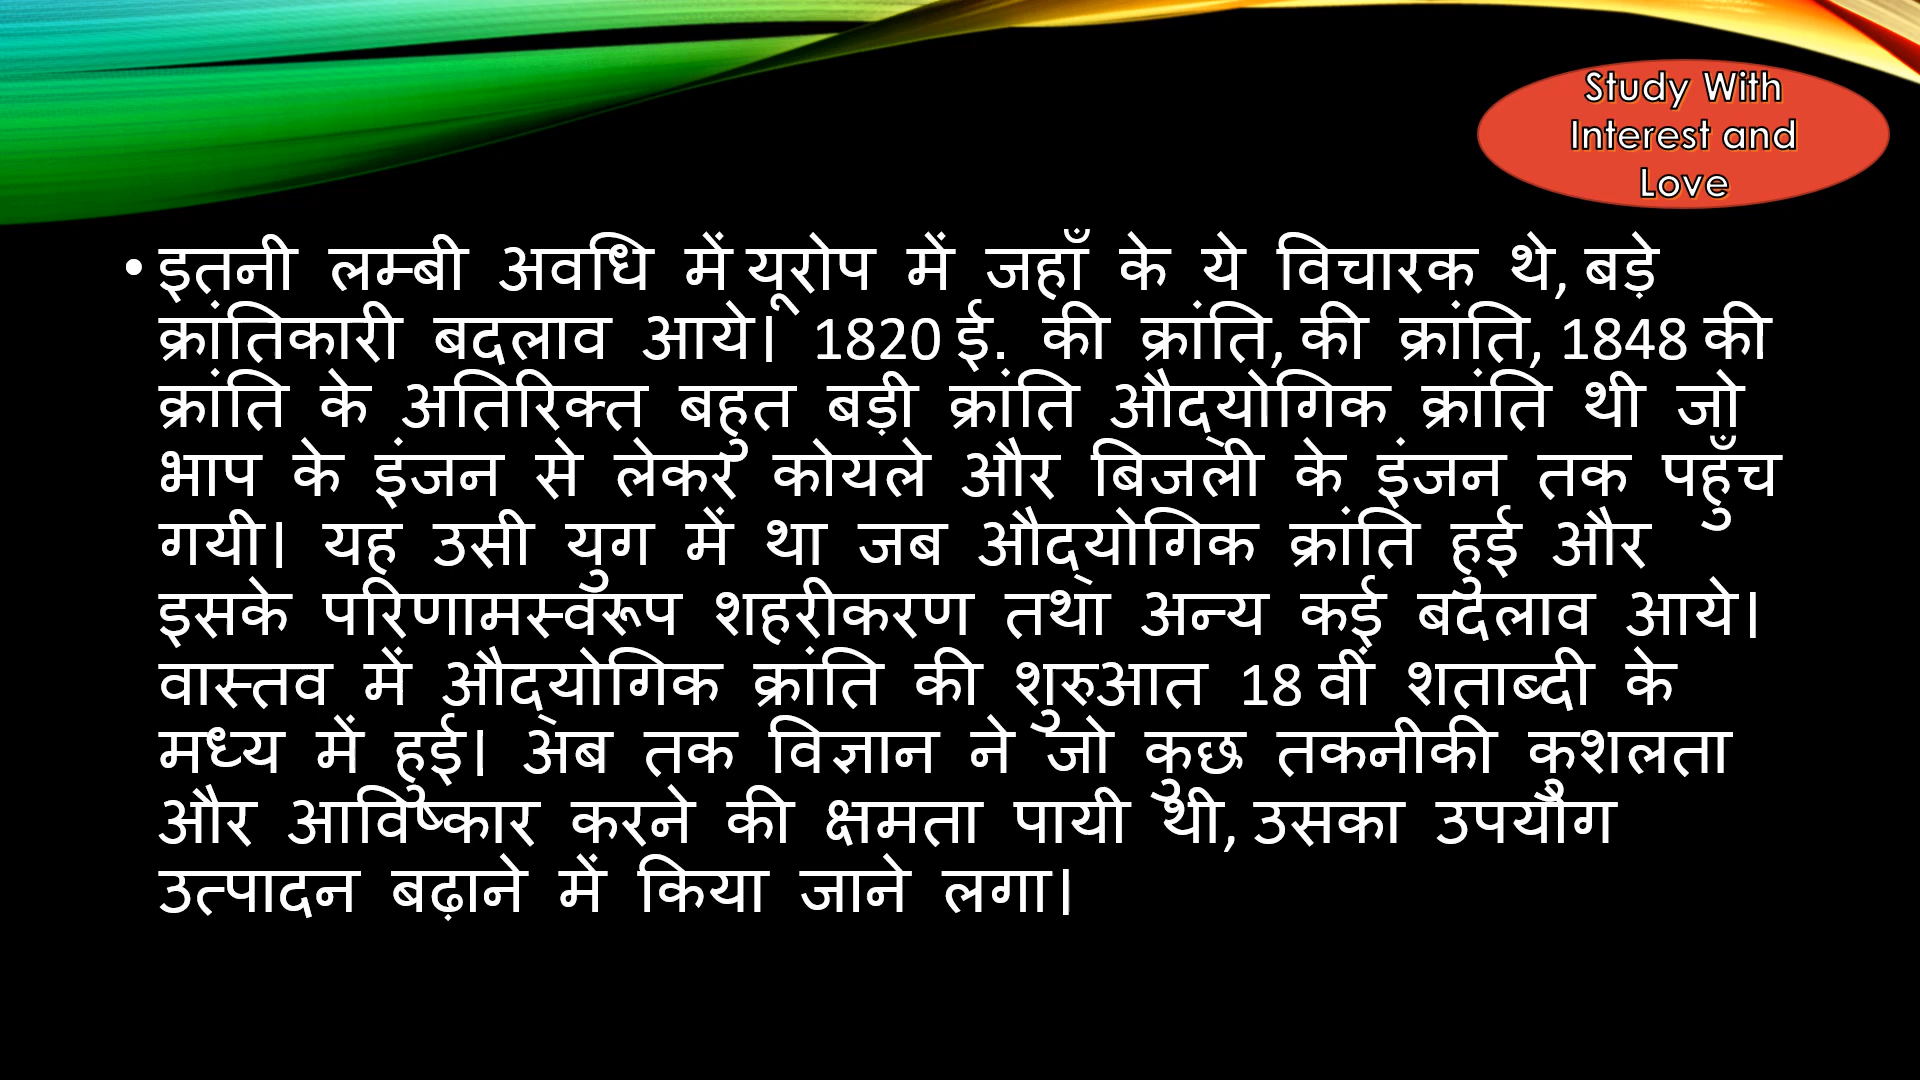 Study With
Interest and
Love
• इतनी लम्बी अवधि में यूरोप में जहाँ के ये विचारक थे, बड़े
क्रांतिकारी बदलाव आये। 1820 ई. की क्रांति, की क्रांति, 1848 की
क्रांति के अतिरिक्त बहुत बड़ी क्रांति औद्योगिक क्रांति थी जो
भाप के इंजन से लेकर कोयले और बिजली के इंजन तक पहुँच
गयी। यह उसी युग में था जब औद्योगिक क्रांति हुई और
इसके परिणामस्वरूप शहरीकरण तथा अन्य कई बदलाव आये।
वास्तव में औद्योगिक क्रांति की शुरुआत 18 वीं शताब्दी के
मध्य में हुई। अब तक विज्ञान ने जो कुछ तकनीकी कुशलता
और आविष्कार करने की क्षमता पायी थी, उसका उपयोग
उत्पादन बढ़ाने में किया जाने लगा।